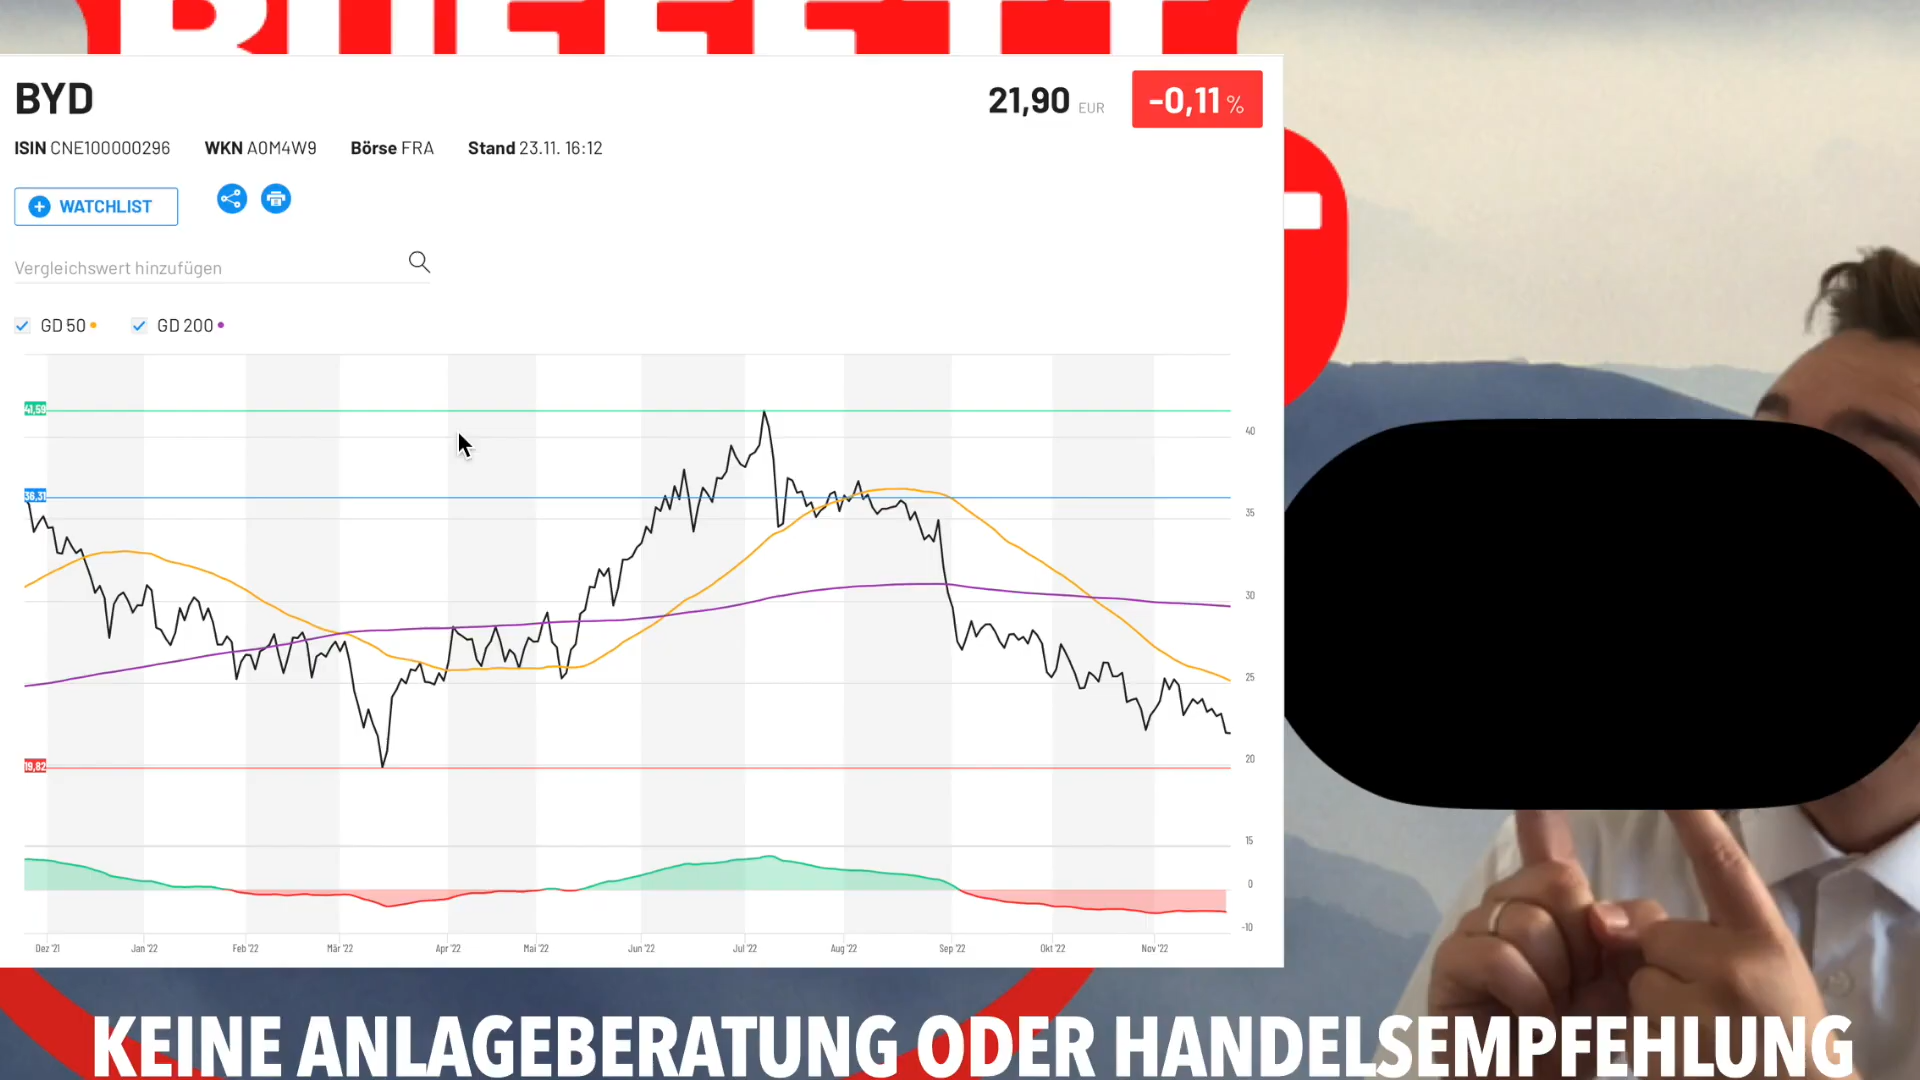 BYD
21,90 EUR
-0,11 %
ISIN CNE100000296 WKN A0M4W9 Börse FRA Stand 23.11. 16:12
WATCHLIST
Vergleichswert hinzufügen
GD 50 GD 200
41,59
40
36,31
35
30
25
20
19,82
15
0
-10
Dez '21 Jan '22 Feb '22 Mär '22 Apr '22 Mai '22 Jun '22 Jul '22 Aug '22 Sep '22 Okt '22 Nov '22
KEINE ANLAGEBERATUNG ODER HANDELSEMPFEHLUNG